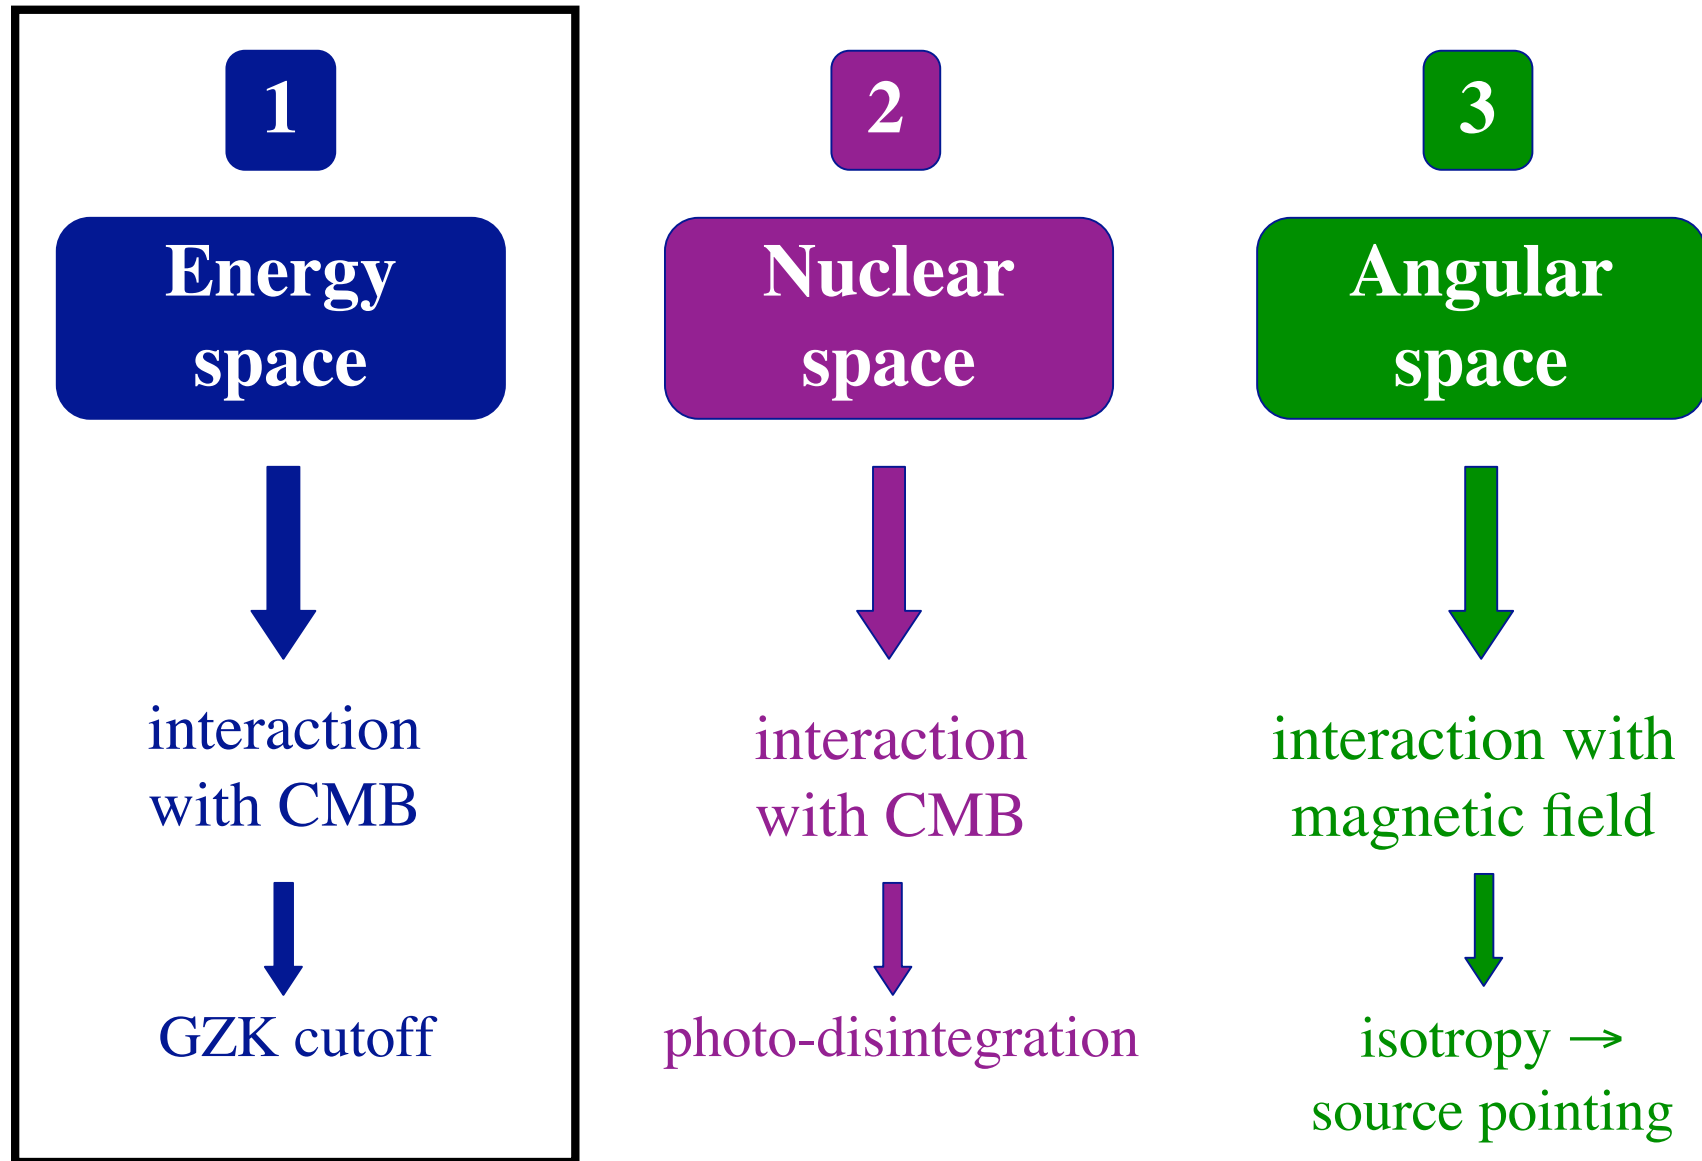 1
Energy
space
interaction
with CMB
GZK cutoff
2
Nuclear
space
interaction
with CMB
photo-disintegration
3
Angular
space
interaction with
magnetic field
isotropy →
source pointing